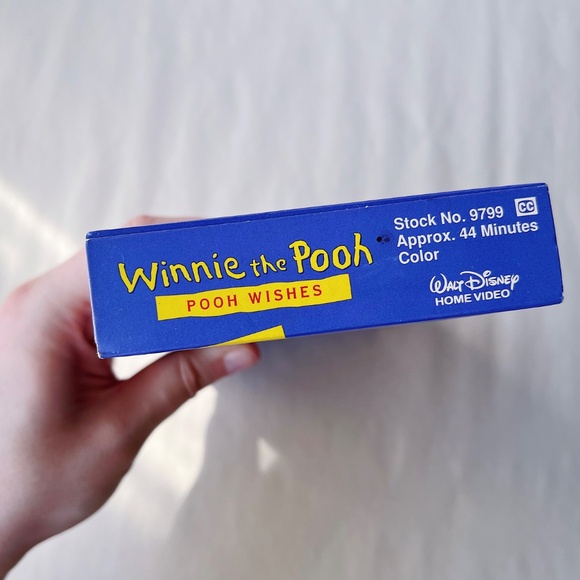 Winnie the Pooh
POOH WISHES
Stock No. 9799 CC
Approx. 44 Minutes
Color
WALT DISNEY
HOME VIDEO